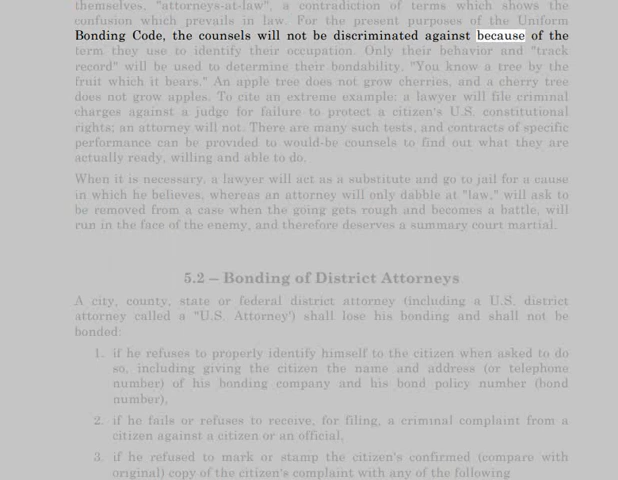 themselves, "attorneys-at-law", a contradiction of terms which shows the
confusion which prevails in law. For the present purposes of the Uniform
Bonding Code, the counsels will not be discriminated against because of the
term they use to identify their occupation. Only their behavior and "track
record" will be used to determine their bondability. "You know a tree by the
fruit which it bears." An apple tree does not grow cherries, and a cherry tree
does not grow apples. To cite an extreme example: a lawyer will file criminal
charges against a judge for failure to protect a citizen's U.S. constitutional
rights; an attorney will not. There are many such tests, and contracts of specific
performance can be provided to would-be counsels to find out what they are
actually ready, willing and able to do.
When it is necessary, a lawyer will act as a substitute and go to jail for a cause
in which he believes, whereas an attorney will only dabble at "law," will ask to
be removed from a case when the going gets rough and becomes a battle, will
run in the face of the enemy, and therefore deserves a summary court martial.
5.2 – Bonding of District Attorneys
A city, county, state or federal district attorney (including a U.S. district
attorney called a "U.S. Attorney') shall lose his bonding and shall not be
bonded:
1. if he refuses to properly identify himself to the citizen when asked to do
so, including giving the citizen the name and address (or telephone
number) of his bonding company and his bond policy number (bond
number),
2. if he fails or refuses to receive, for filing, a criminal complaint from a
citizen against a citizen or an official,
3. if he refused to mark or stamp the citizen's confirmed (compare with
original) copy of the citizen's complaint with any of the following